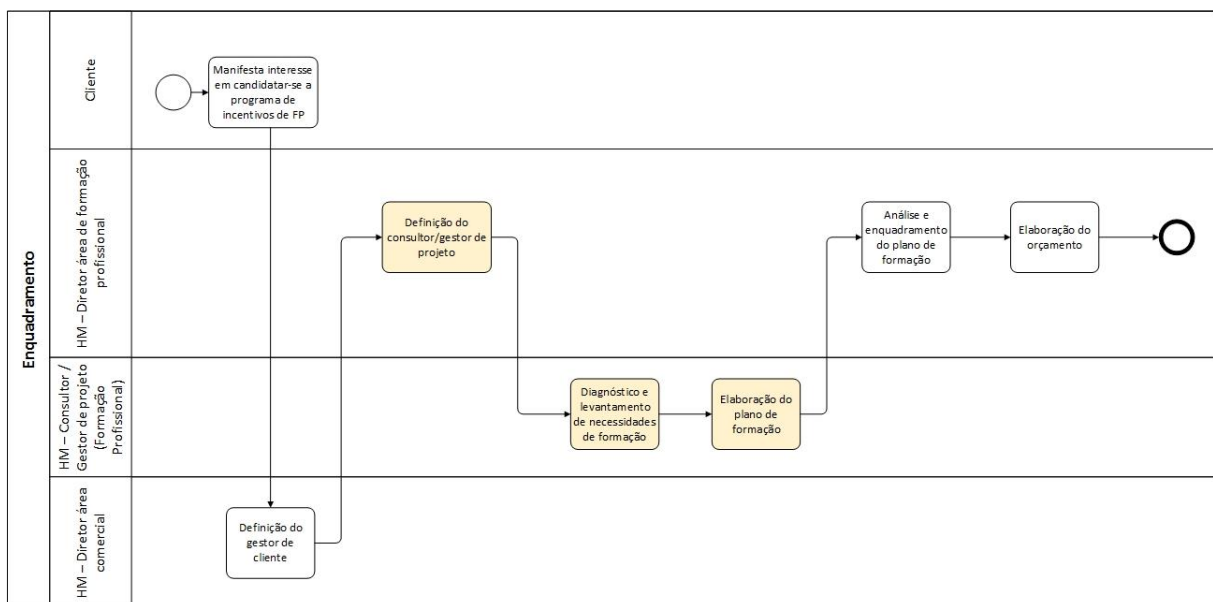 Enquadramento
Cliente
Manifesta interesse
em candidatar-se a
programa de
incentivos de FP
HM – Diretor área de formação
profissional
Definição do
consultor/gestor de
projeto
Análise e
enquadramento
do plano de
formação
Elaboração do
orçamento
HM – Consultor /
Gestor de projeto
(Formação
Profissional)
Diagnóstico e
levantamento
de necessidades
de formação
Elaboração do
plano de
formação
HM – Diretor área
comercial
Definição do
gestor de
cliente